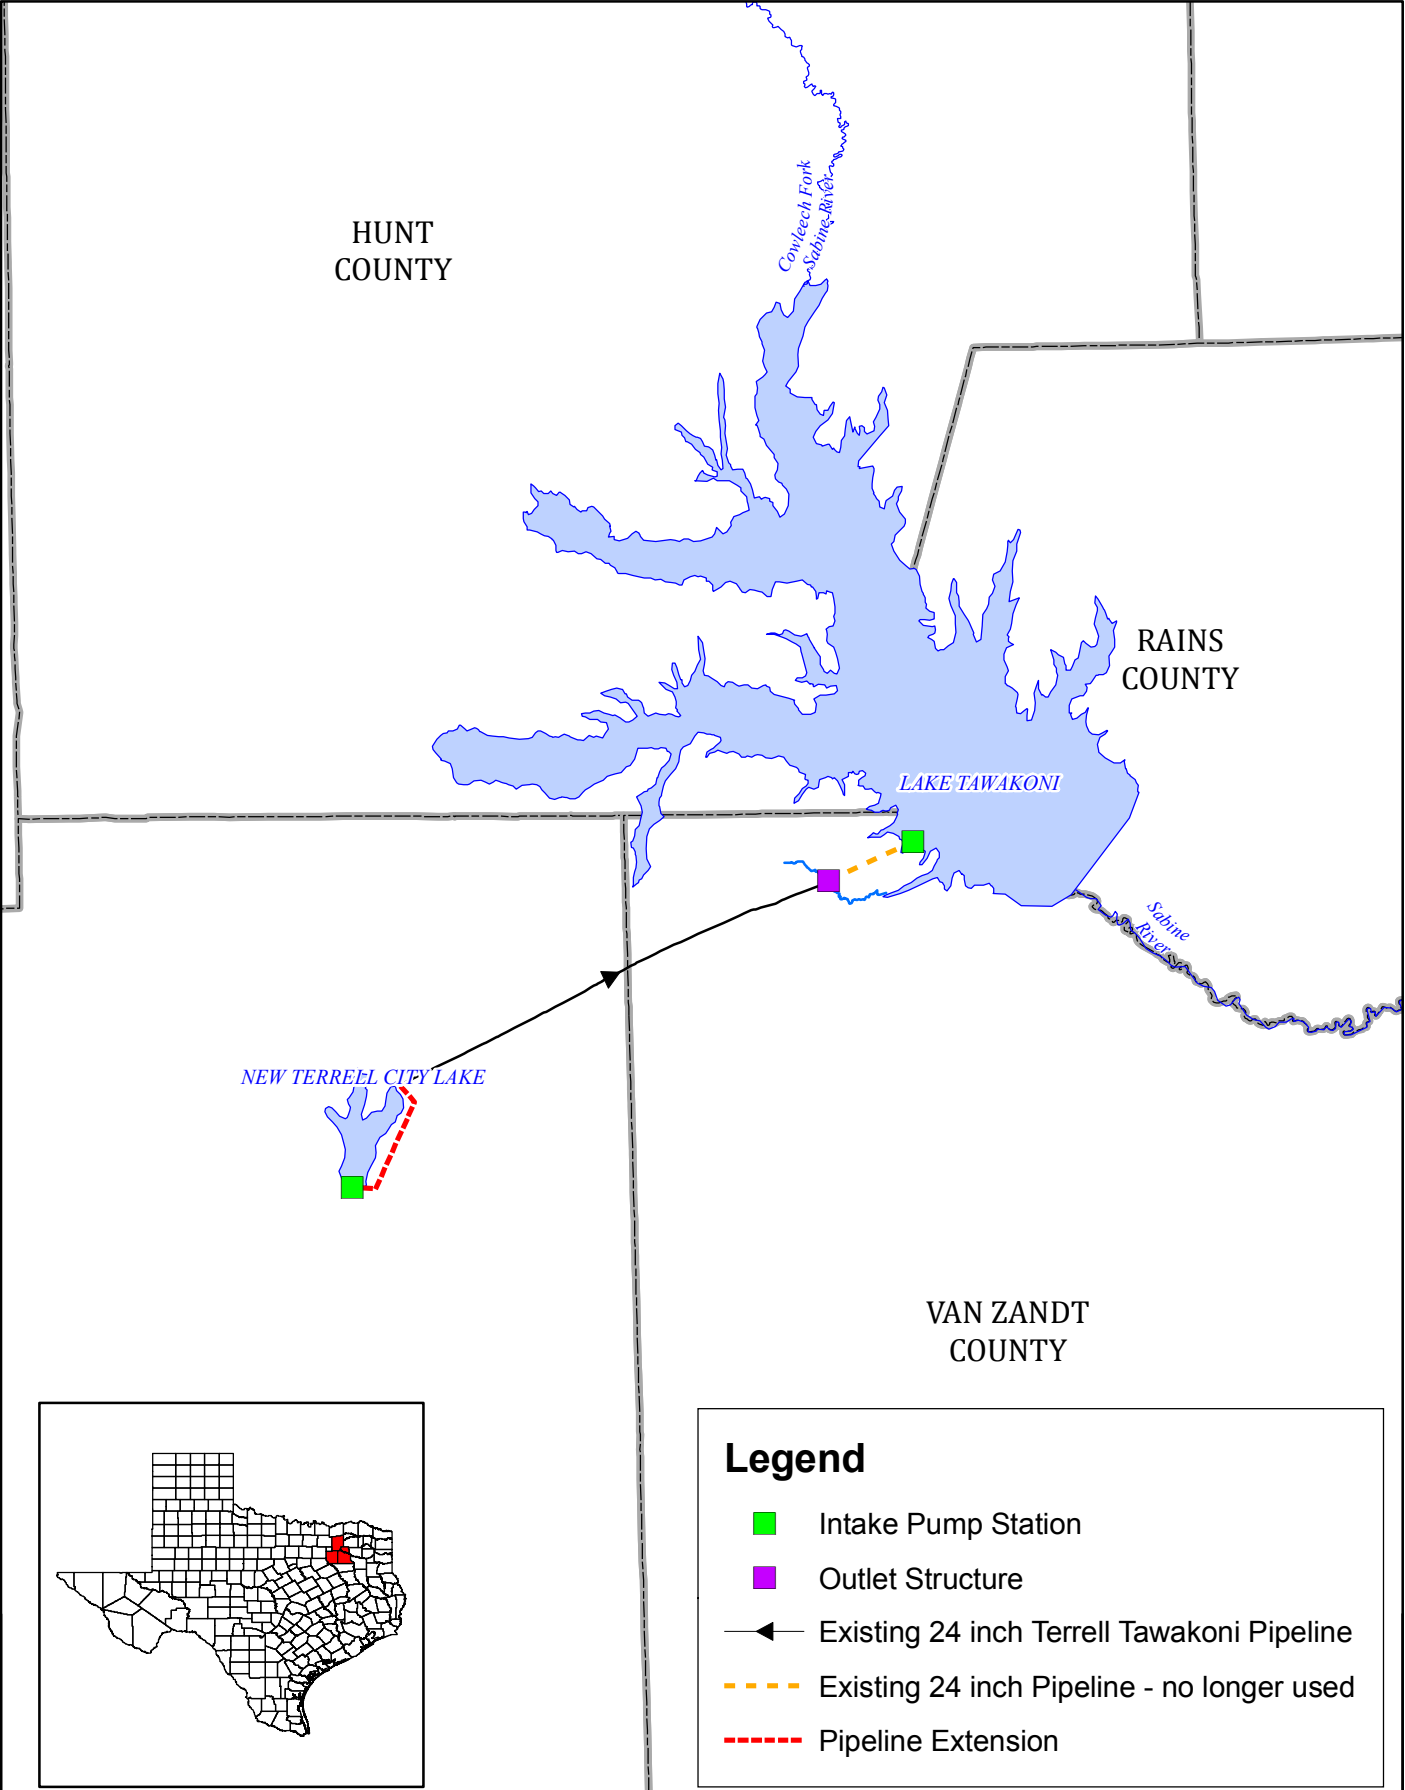 Cowleech Fork
Sabine River
HUNT
COUNTY
RAINS
COUNTY
LAKE TAWAKONI
Sabine
River
NEW TERRELL CITY LAKE
VAN ZANDT
COUNTY
Legend
Intake Pump Station
Outlet Structure
Existing 24 inch Terrell Tawakoni Pipeline
Existing 24 inch Pipeline - no longer used
Pipeline Extension